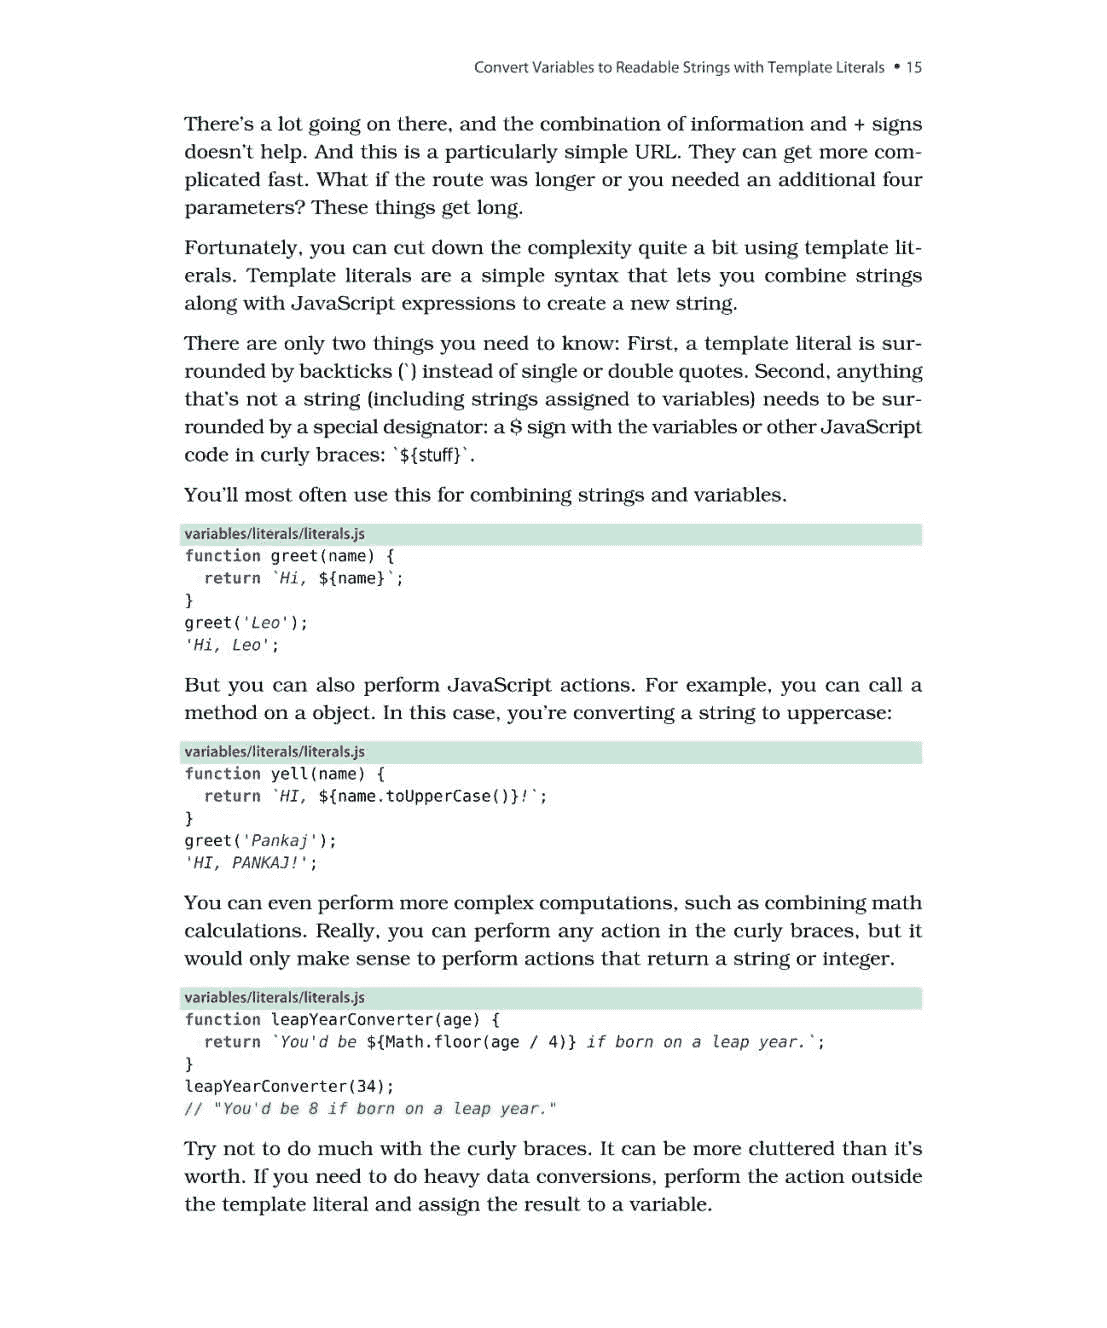 Convert Variables to Readable Strings with Template Literals • 15
There's a lot going on there, and the combination of information and + signs
doesn't help. And this is a particularly simple URL. They can get more com-
plicated fast. What if the route was longer or you needed an additional four
parameters? These things get long.
Fortunately, you can cut down the complexity quite a bit using template lit-
erals. Template literals are a simple syntax that lets you combine strings
along with JavaScript expressions to create a new string.
There are only two things you need to know: First, a template literal is sur-
rounded by backticks (`) instead of single or double quotes. Second, anything
that's not a string (including strings assigned to variables) needs to be sur-
rounded by a special designator: a $ sign with the variables or other JavaScript
code in curly braces: `${stuff}`.
You'll most often use this for combining strings and variables.
variables/literals/literals.js
function greet(name) {
  return `Hi, ${name}`;
}
greet('Leo');
'Hi, Leo';
But you can also perform JavaScript actions. For example, you can call a
method on a object. In this case, you're converting a string to uppercase:
variables/literals/literals.js
function yell(name) {
  return `HI, ${name.toUpperCase()}!`;
}
greet('Pankaj');
'HI, PANKAJ!';
You can even perform more complex computations, such as combining math
calculations. Really, you can perform any action in the curly braces, but it
would only make sense to perform actions that return a string or integer.
variables/literals/literals.js
function leapYearConverter(age) {
  return `You'd be ${Math.floor(age / 4)} if born on a leap year.`;
}
leapYearConverter(34);
// "You'd be 8 if born on a leap year."
Try not to do much with the curly braces. It can be more cluttered than it's
worth. If you need to do heavy data conversions, perform the action outside
the template literal and assign the result to a variable.